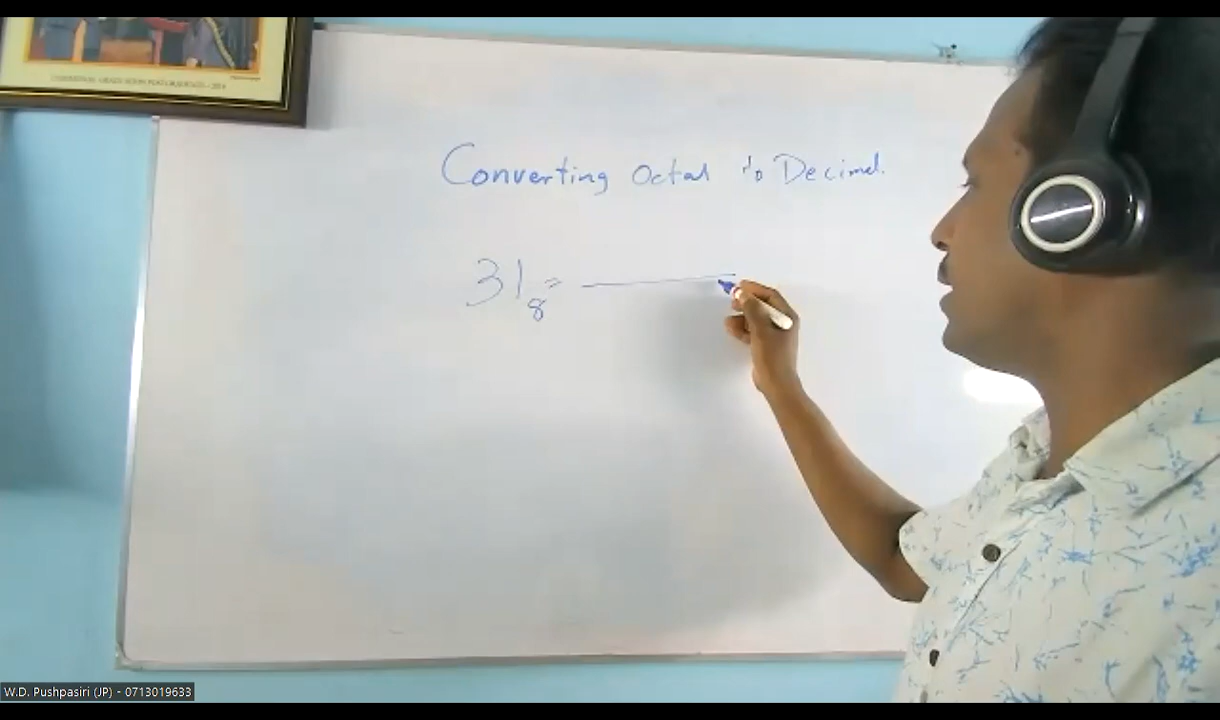 Converting Octal to Decimal.
31₈ =
W.D. Pushpasiri (JP) - 0713019633